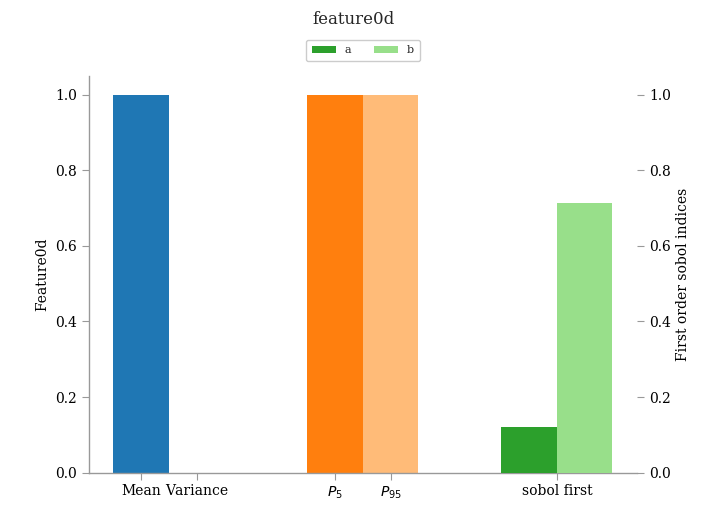 feature0d
a b
1.0 1.0
0.8 0.8
0.6 0.6
0.4 0.4
0.2 0.2
0.0 0.0
Feature0d
First order sobol indices
Mean Variance P5 P95 sobol first